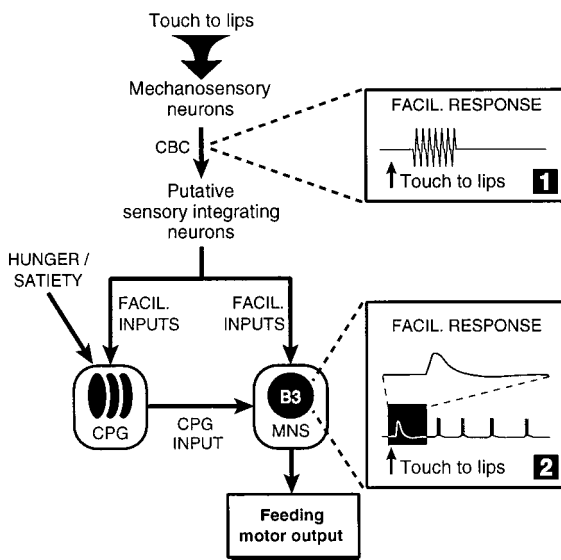 Touch to lips
Mechanosensory
neurons
CBC
Putative
sensory integrating
neurons
HUNGER /
SATIETY
FACIL.
INPUTS
FACIL.
INPUTS
CPG
CPG
INPUT
B3
MNS
Feeding
motor output
FACIL. RESPONSE
Touch to lips
1
FACIL. RESPONSE
Touch to lips
2